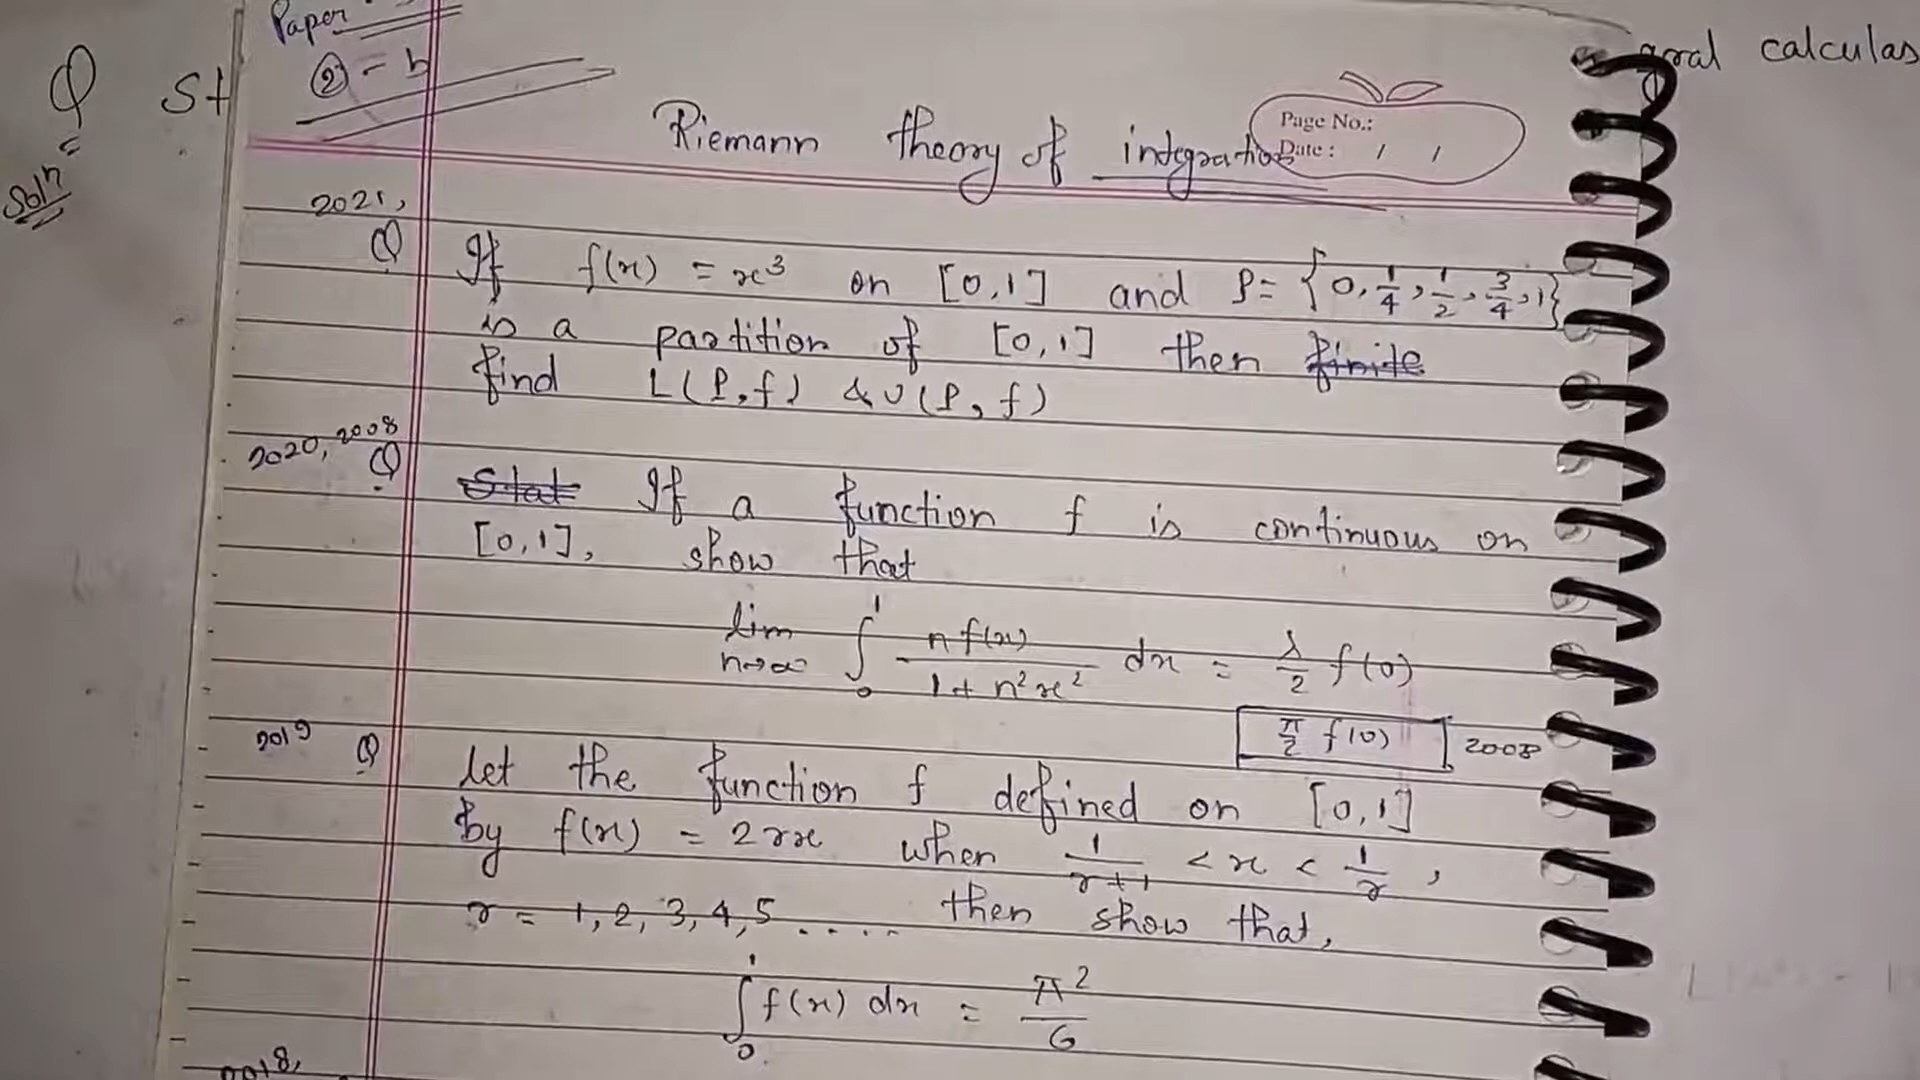 Paper
② = b
Q St
goral calculas
Soln
Riemann theory of integration
Page No.:
Date : / /
2021,
Q If f(x) = x³ on [0,1] and P = {0, 1/4, 1/2, 3/4, 1}
is a partition of [0,1] then finite
find L(P,f) & U(P, f)
2020, 2008
Q Stat If a function f is continuous on
[0,1], show that
lim n→∞ ∫₀¹ n f(x) / 1 + n²x² dx = λ/2 f(0)
π/2 f(0) 2008
2019 Q Let the function f defined on [0,1]
by f(x) = 2rx when 1/r+1 < x < 1/r ,
r = 1, 2, 3, 4, 5 ..... then show that,
∫₀¹ f(x) dx = π²/6
2018,